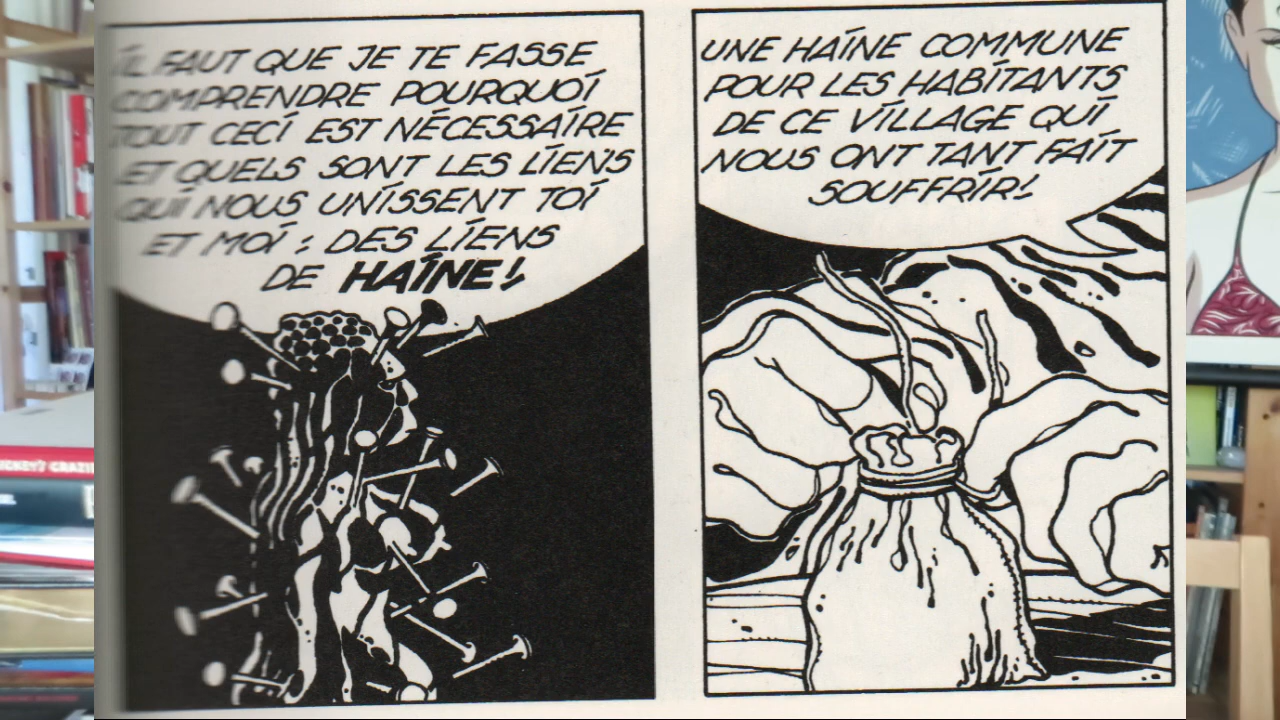 IL FAUT QUE JE TE FASSE
COMPRENDRE POURQUOI
TOUT CECI EST NÉCESSAIRE
ET QUELS SONT LES LIENS
QUI NOUS UNISSENT TOI
ET MOI : DES LIENS
DE HAINE!
UNE HAINE COMMUNE
POUR LES HABITANTS
DE CE VILLAGE QUI
NOUS ONT TANT FAIT
SOUFFRIR!